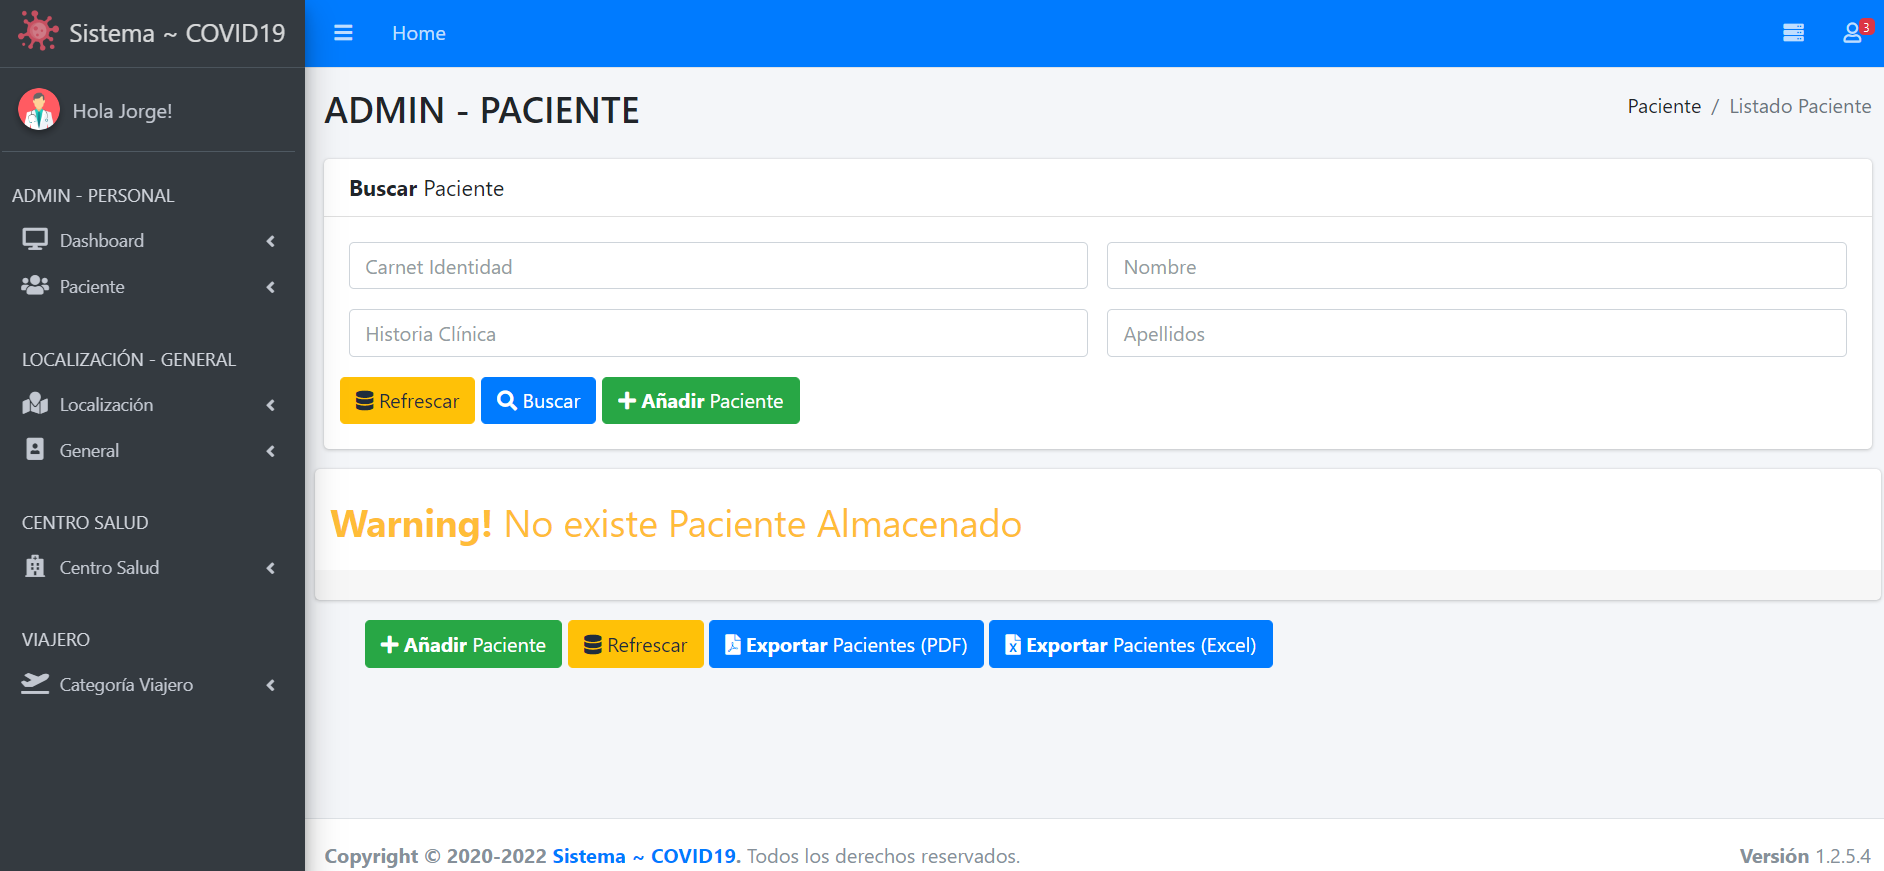 Sistema ~ COVID19
Home
3
Hola Jorge!
ADMIN - PERSONAL
Dashboard
Paciente
LOCALIZACIÓN - GENERAL
Localización
General
CENTRO SALUD
Centro Salud
VIAJERO
Categoría Viajero
ADMIN - PACIENTE
Paciente / Listado Paciente
Buscar Paciente
Carnet Identidad
Nombre
Historia Clínica
Apellidos
Refrescar
Buscar
Añadir Paciente
Warning! No existe Paciente Almacenado
Añadir Paciente
Refrescar
Exportar Pacientes (PDF)
Exportar Pacientes (Excel)
Copyright © 2020-2022 Sistema ~ COVID19. Todos los derechos reservados.
Versión 1.2.5.4